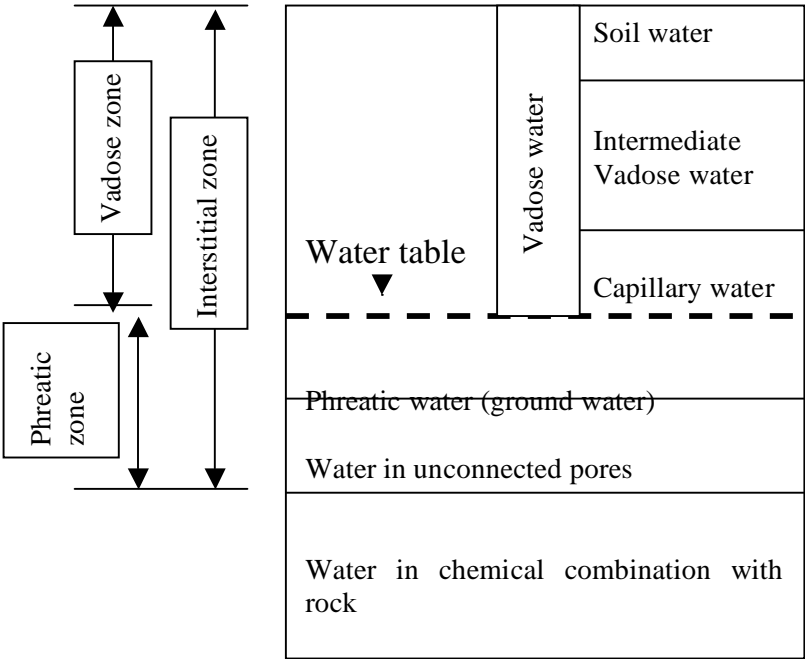 Vadose zone
Interstitial zone
Phreatic
zone
Vadose water
Soil water
Intermediate
Vadose water
Capillary water
Water table
Phreatic water (ground water)
Water in unconnected pores
Water in chemical combination with
rock